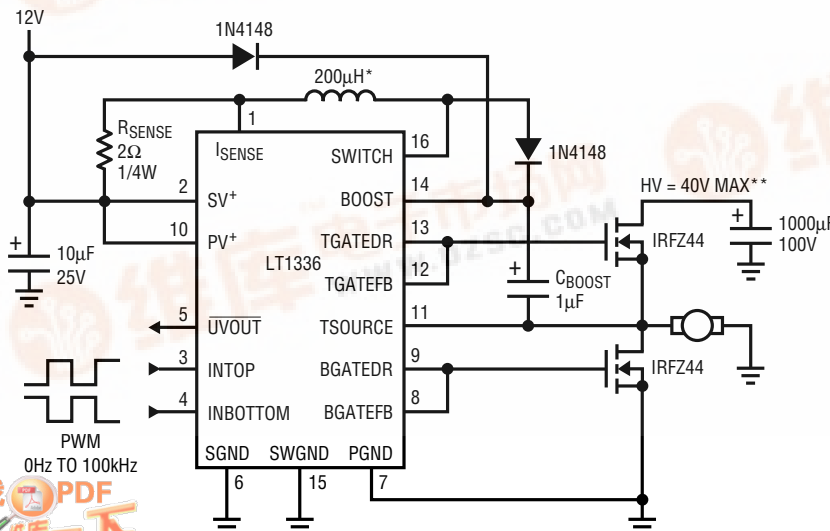 12V
1N4148
200µH*
RSENSE
2Ω
1/4W
1
ISENSE
SWITCH
16
1N4148
2
SV+
BOOST
14
HV = 40V MAX**
10
PV+
TGATEDR
13
IRFZ44
+
1000µF
100V
+
10µF
25V
LT1336
TGATEFB
12
+
CBOOST
1µF
5
UVOUT
TSOURCE
11
3
INTOP
BGATEDR
9
IRFZ44
4
INBOTTOM
BGATEFB
8
PWM
0Hz TO 100kHz
SGND
SWGND
PGND
6
15
7
PDF